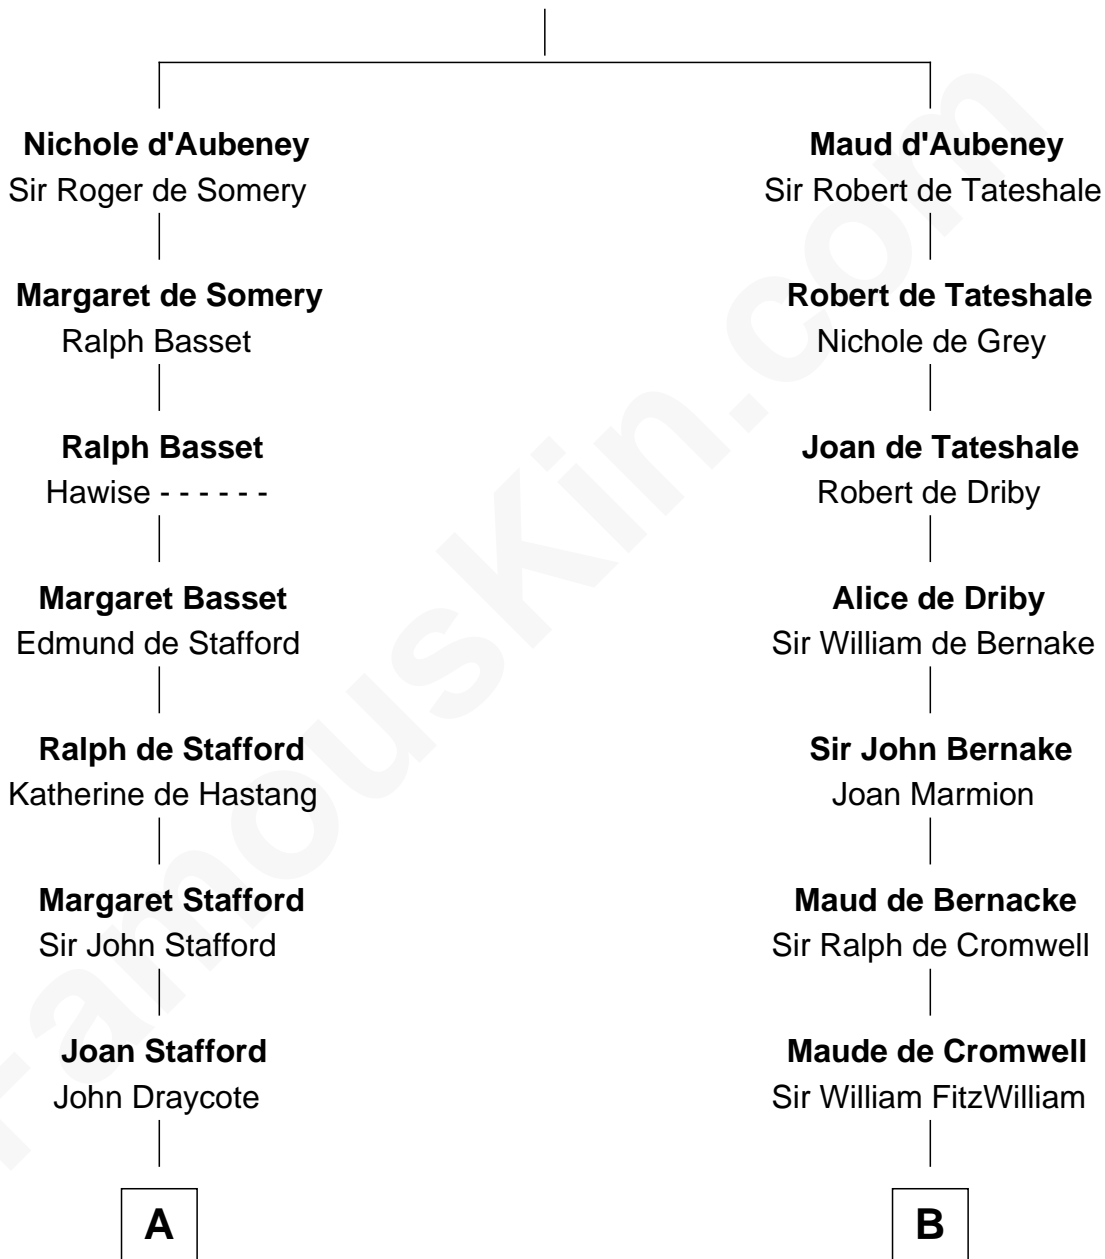 Nichole d'Aubeney
Sir Roger de Somery
Margaret de Somery
Ralph Basset
Ralph Basset
Hawise - - - - - -
Margaret Basset
Edmund de Stafford
Ralph de Stafford
Katherine de Hastang
Margaret Stafford
Sir John Stafford
Joan Stafford
John Draycote
A
Maud d'Aubeney
Sir Robert de Tateshale
Robert de Tateshale
Nichole de Grey
Joan de Tateshale
Robert de Driby
Alice de Driby
Sir William de Bernake
Sir John Bernake
Joan Marmion
Maud de Bernacke
Sir Ralph de Cromwell
Maude de Cromwell
Sir William FitzWilliam
B
FamousKin.com